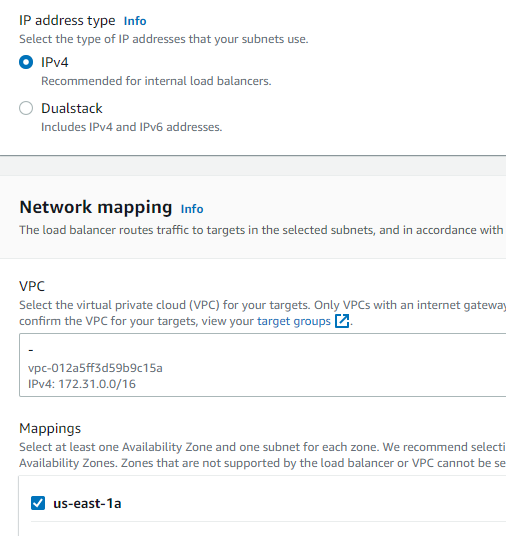 IP address type Info
Select the type of IP addresses that your subnets use.
IPv4
Recommended for internal load balancers.
Dualstack
Includes IPv4 and IPv6 addresses.
Network mapping Info
The load balancer routes traffic to targets in the selected subnets, and in accordance with
VPC
Select the virtual private cloud (VPC) for your targets. Only VPCs with an internet gateway
confirm the VPC for your targets, view your target groups.
-
vpc-012a5ff3d59b9c15a
IPv4: 172.31.0.0/16
Mappings
Select at least one Availability Zone and one subnet for each zone. We recommend selecti
Availability Zones. Zones that are not supported by the load balancer or VPC cannot be se
us-east-1a